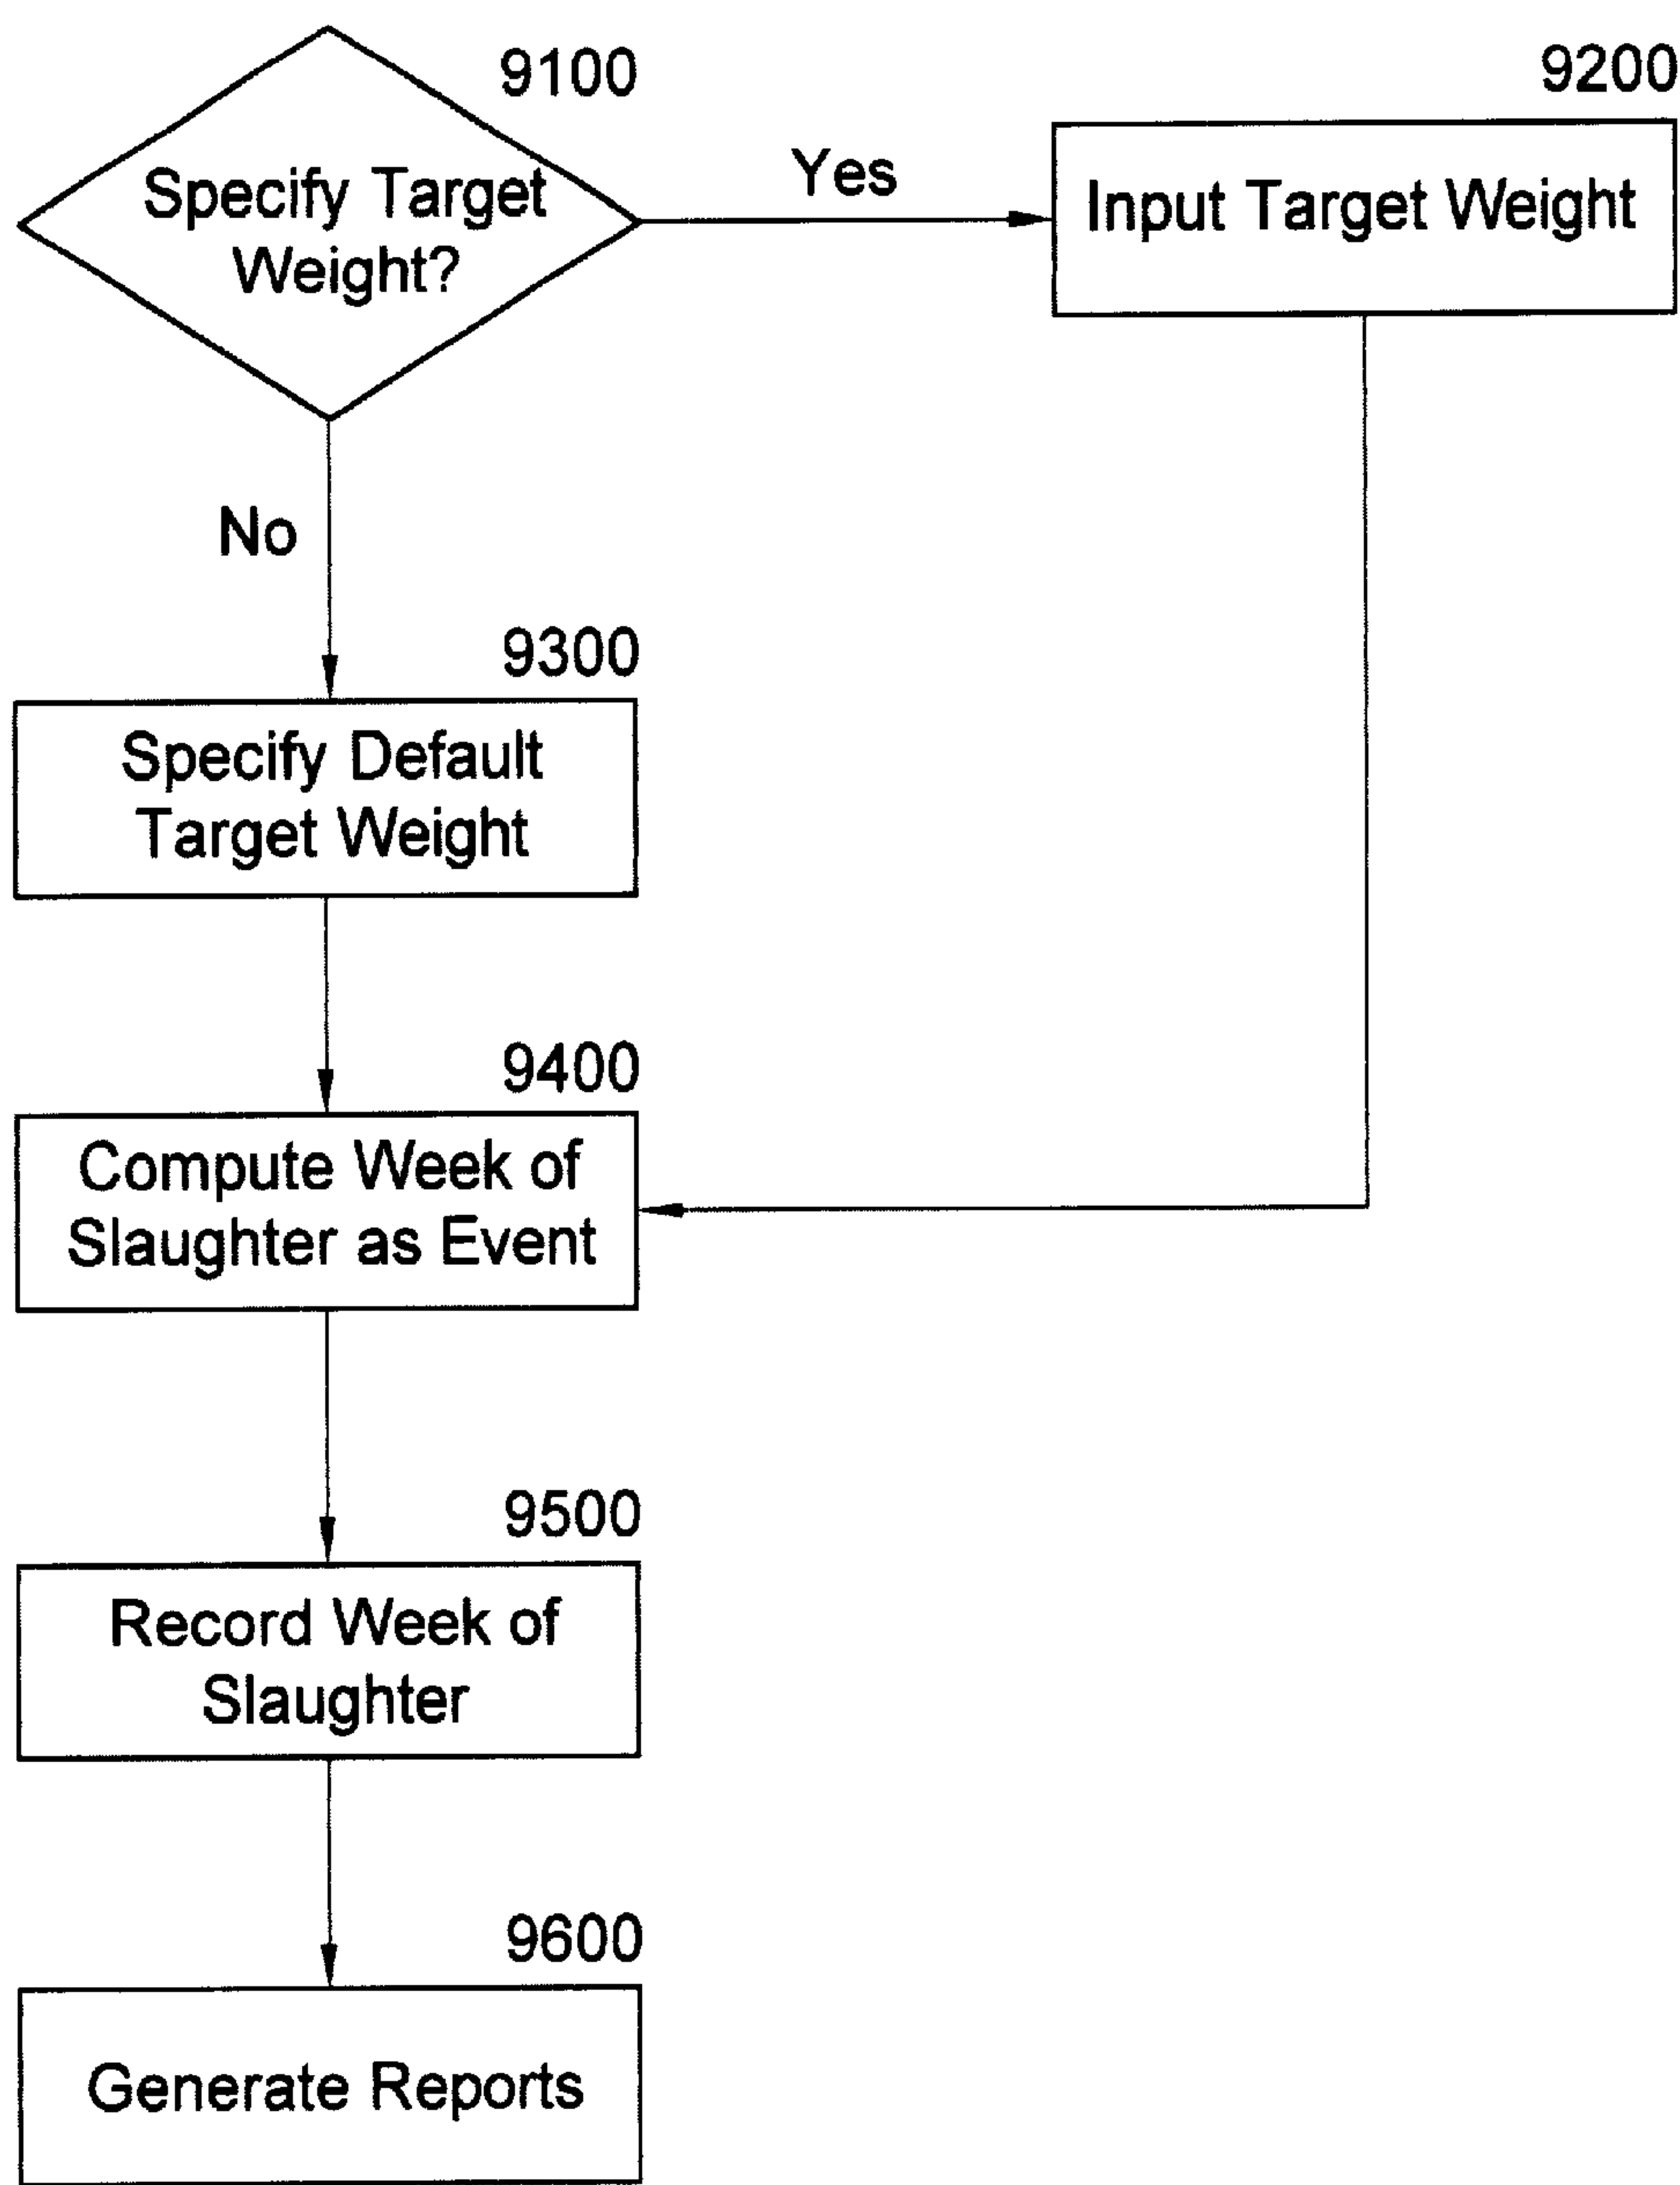 9100
Specify Target
Weight?
Yes
9200
Input Target Weight
No
9300
Specify Default
Target Weight
9400
Compute Week of
Slaughter as Event
9500
Record Week of
Slaughter
9600
Generate Reports